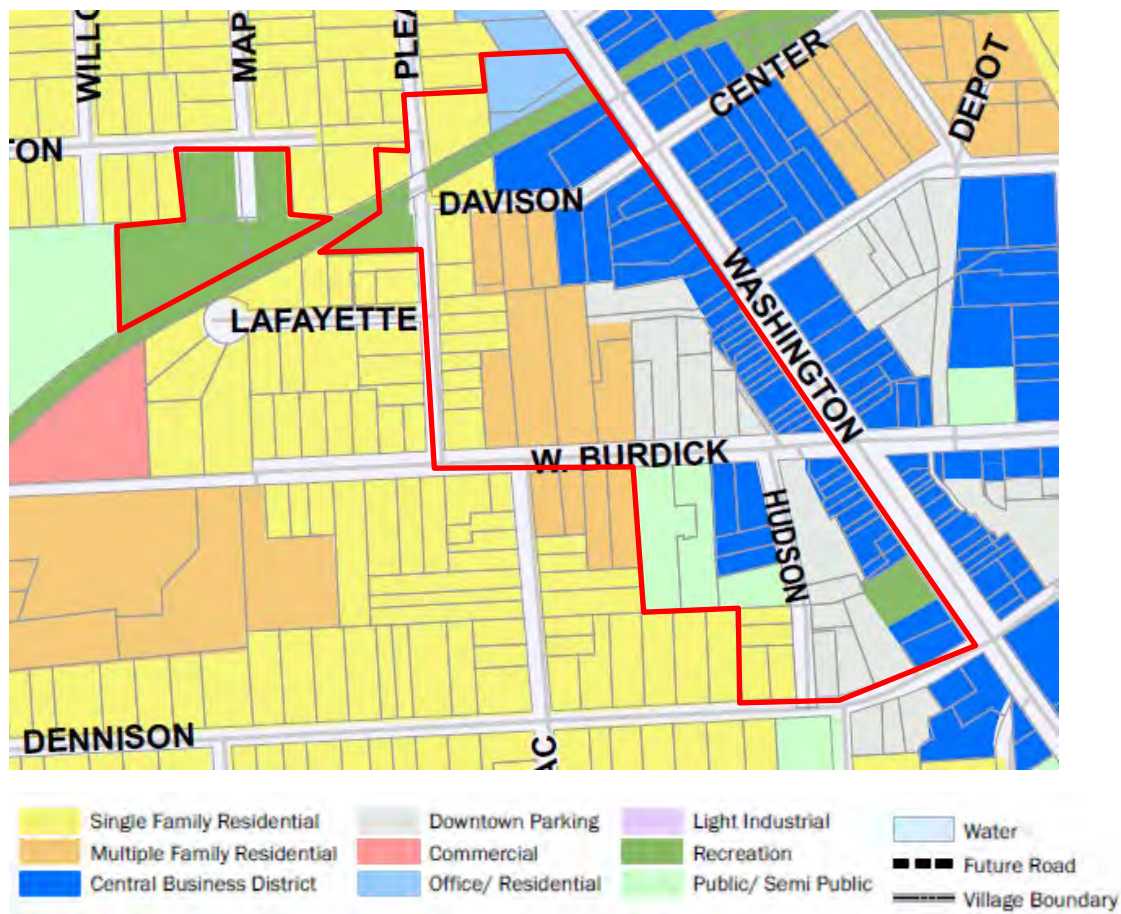 WILLO
MAP
PLEA
CENTER
DEPOT
ON
DAVISON
WASHINGTON
LAFAYETTE
W. BURDICK
HUDSON
DENNISON
AC
Single Family Residential
Downtown Parking
Light Industrial
Water
Multiple Family Residential
Commercial
Recreation
Future Road
Central Business District
Office/ Residential
Public/ Semi Public
Village Boundary